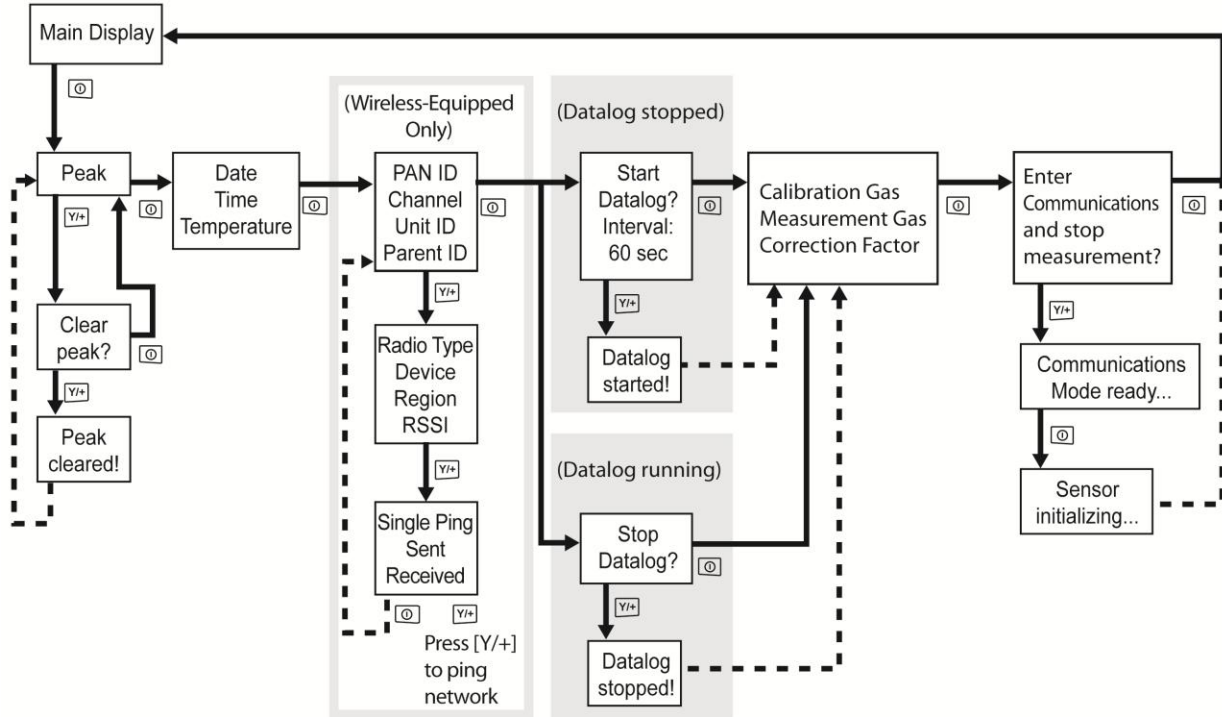 Main Display
Peak
Y/+
Clear
peak?
Y/+
Peak
cleared!
Date
Time
Temperature
(Wireless-Equipped
Only)
PAN ID
Channel
Unit ID
Parent ID
Y/+
Radio Type
Device
Region
RSSI
Y/+
Single Ping
Sent
Received
Y/+
Press [Y/+]
to ping
network
(Datalog stopped)
Start
Datalog?
Interval:
60 sec
Y/+
Datalog
started!
(Datalog running)
Stop
Datalog?
Y/+
Datalog
stopped!
Calibration Gas
Measurement Gas
Correction Factor
Enter
Communications
and stop
measurement?
Y/+
Communications
Mode ready...
Sensor
initializing...